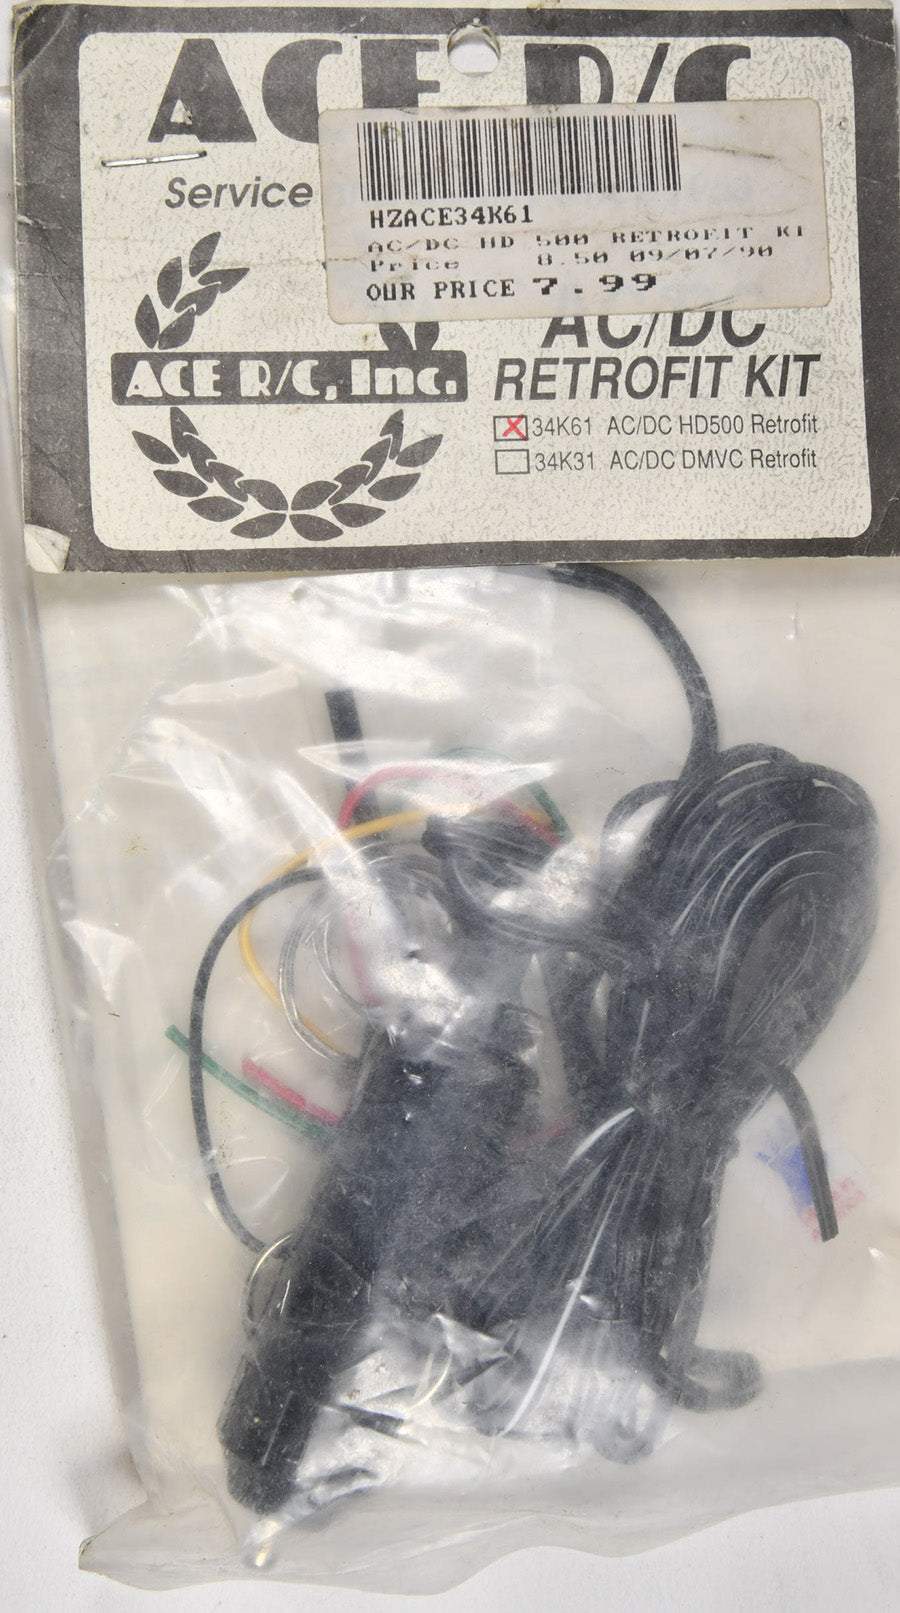 ACE R/C
Service
HZACE34K61
AC/DC HD 500 RETROFIT KI
Price 8.50 09/07/90
OUR PRICE 7.99
AC/DC
ACE R/C, Inc.
RETROFIT KIT
34K61 AC/DC HD500 Retrofit
34K31 AC/DC DMVC Retrofit